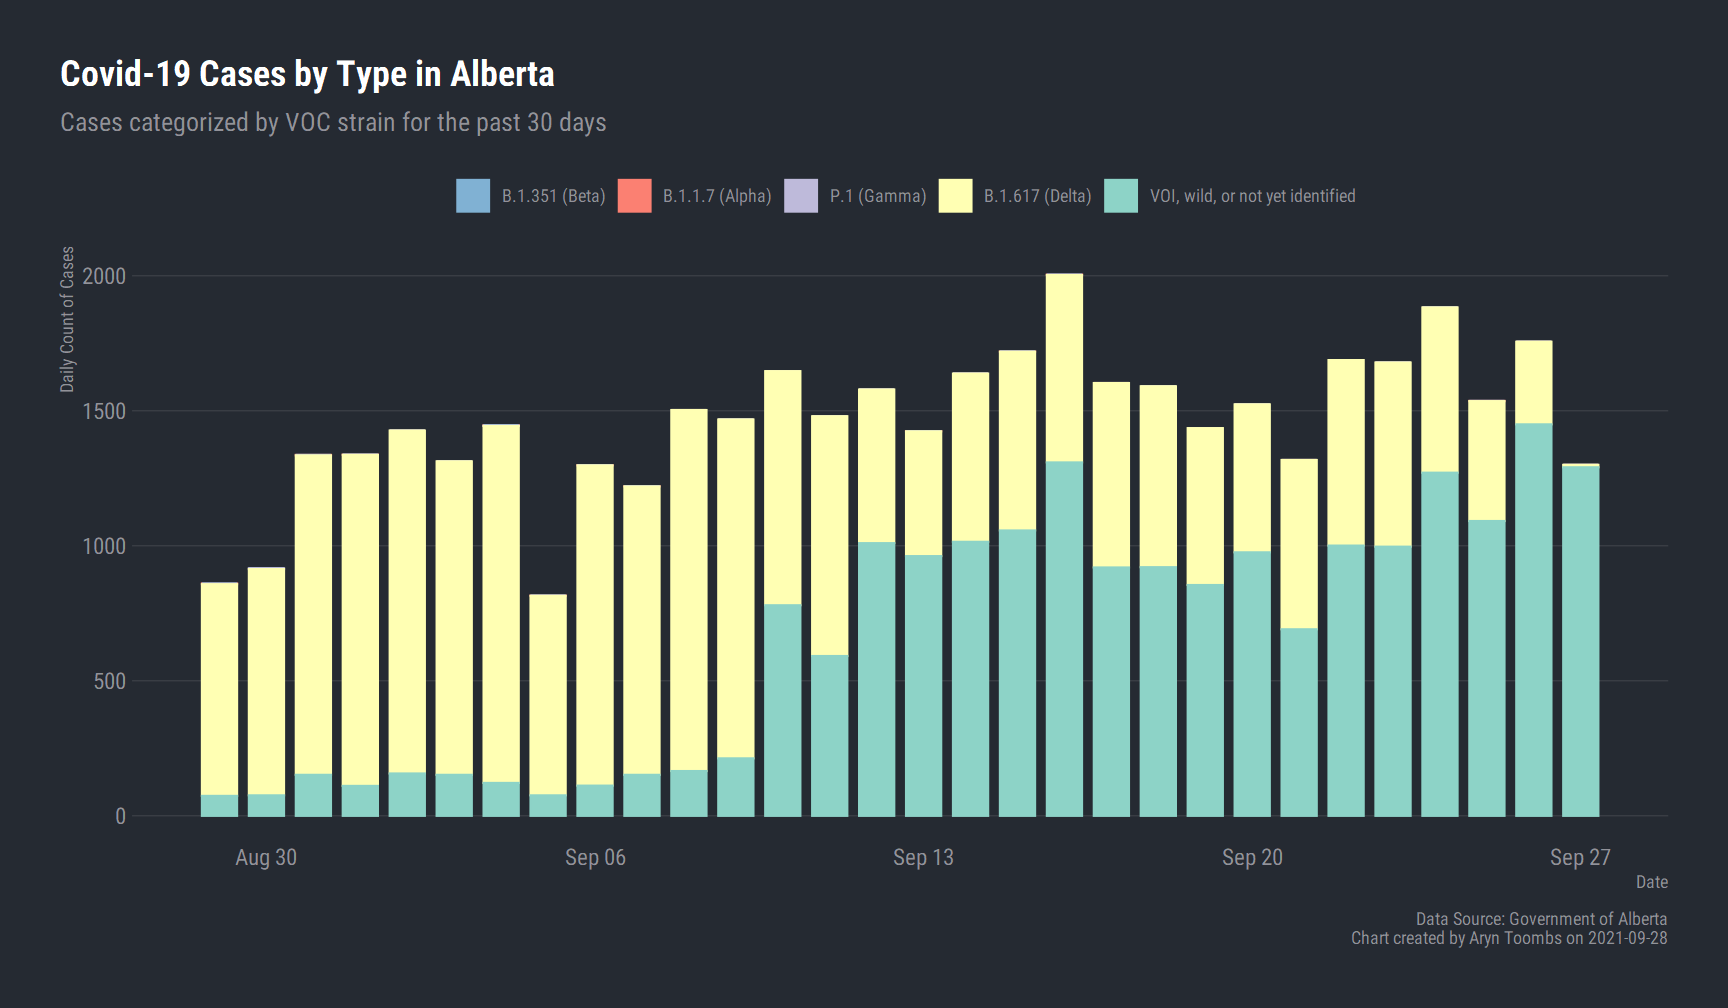 Covid-19 Cases by Type in Alberta
Cases categorized by VOC strain for the past 30 days
B.1.351 (Beta) B.1.1.7 (Alpha) P.1 (Gamma) B.1.617 (Delta) VOI, wild, or not yet identified
Daily Count of Cases
2000
1500
1000
500
0
Aug 30 Sep 06 Sep 13 Sep 20 Sep 27
Date
Data Source: Government of Alberta
Chart created by Aryn Toombs on 2021-09-28